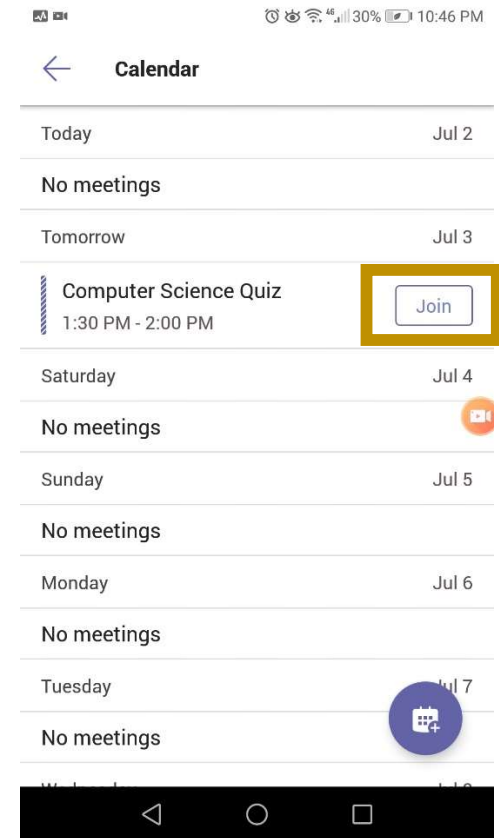 46 30% 10:46 PM
Calendar
Today Jul 2
No meetings
Tomorrow Jul 3
Computer Science Quiz
1:30 PM - 2:00 PM
Join
Saturday Jul 4
No meetings
Sunday Jul 5
No meetings
Monday Jul 6
No meetings
Tuesday Jul 7
No meetings